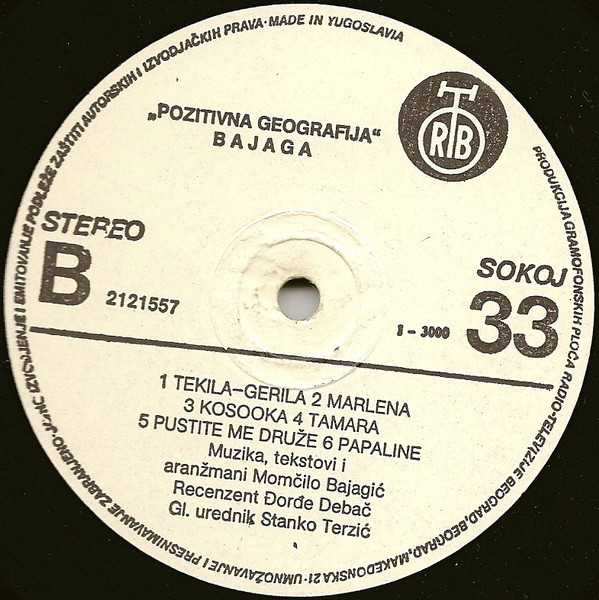 „POZITIVNA GEOGRAFIJA“
BAJAGA
RTB
STEREO
B
2121557
SOKOJ
1 - 3000
33
1 TEKILA–GERILA 2 MARLENA
3 KOSOOKA 4 TAMARA
5 PUSTITE ME DRUŽE 6 PAPALINE
Muzika, tekstovi i
aranžmani Momčilo Bajagić
Recenzent Đorđe Debač
Gl. urednik Stanko Terzić
PRODUKCIJA GRAMOFONSKIH PLOČA RADIO-TELEVIZIJE BEOGRAD, BEOGRAD, MAKEDONSKA 21 · UMNOŽAVANJE I PRESNIMAVANJE ZABRANJENO · IZVODJENJE I EMITOVANJE PODLEŽE ZAŠTITI AUTORSKIH I IZVODJAČKIH PRAVA · MADE IN YUGOSLAVIA